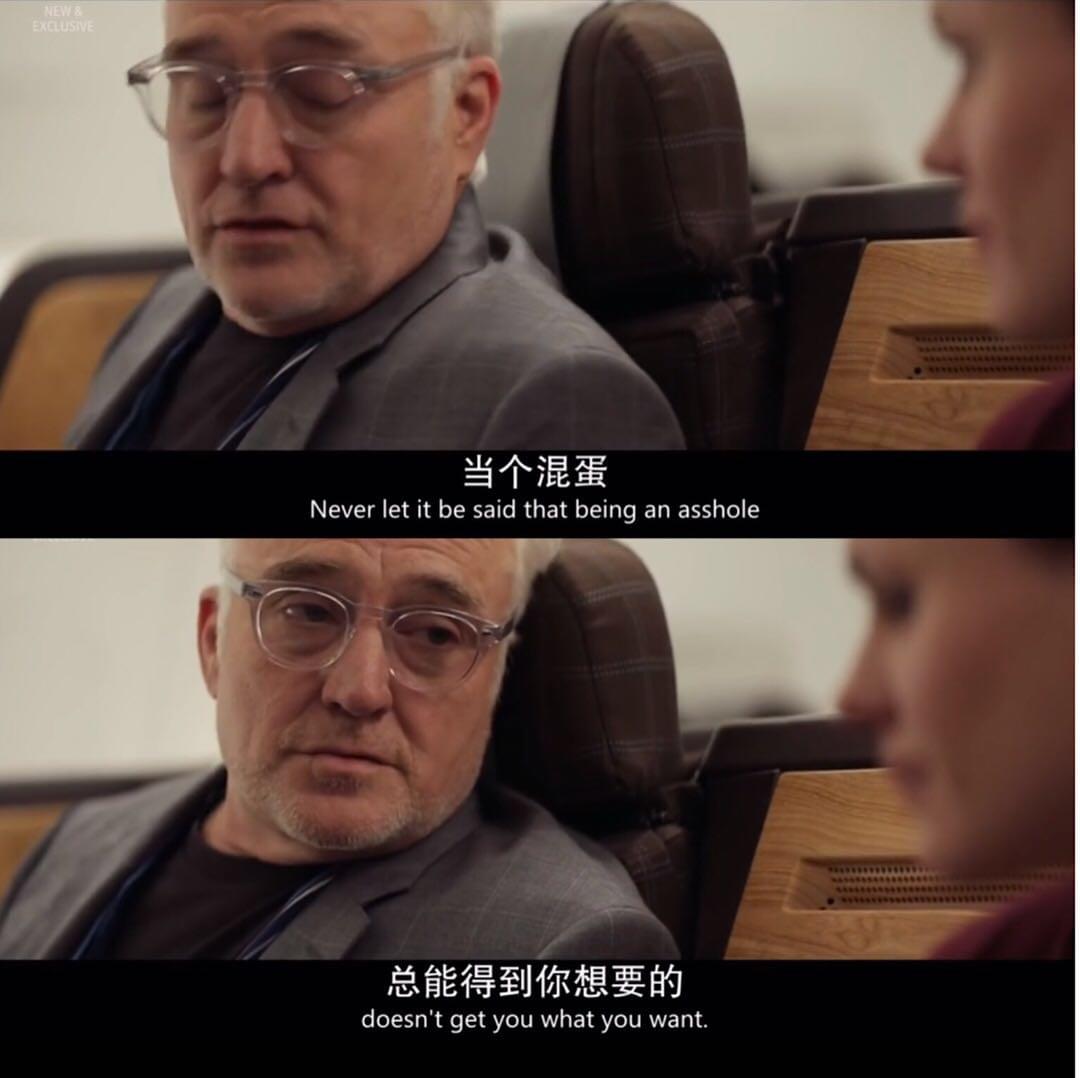 NEW &
EXCLUSIVE
当个混蛋
Never let it be said that being an asshole
总能得到你想要的
doesn't get you what you want.